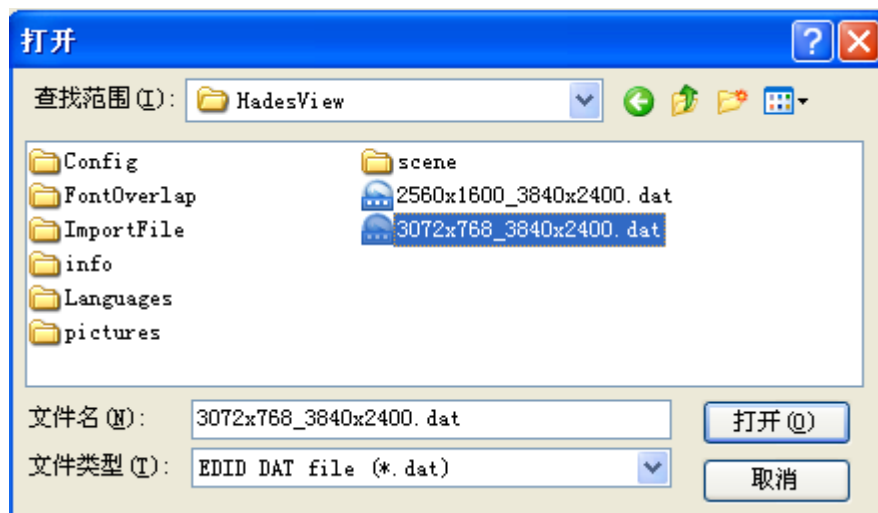 打开
查找范围(I): HadesView
Config
FontOverlap
ImportFile
info
Languages
pictures
scene
2560x1600_3840x2400.dat
3072x768_3840x2400.dat
文件名(N): 3072x768_3840x2400.dat 打开(O)
文件类型(T): EDID DAT file (*.dat) 取消